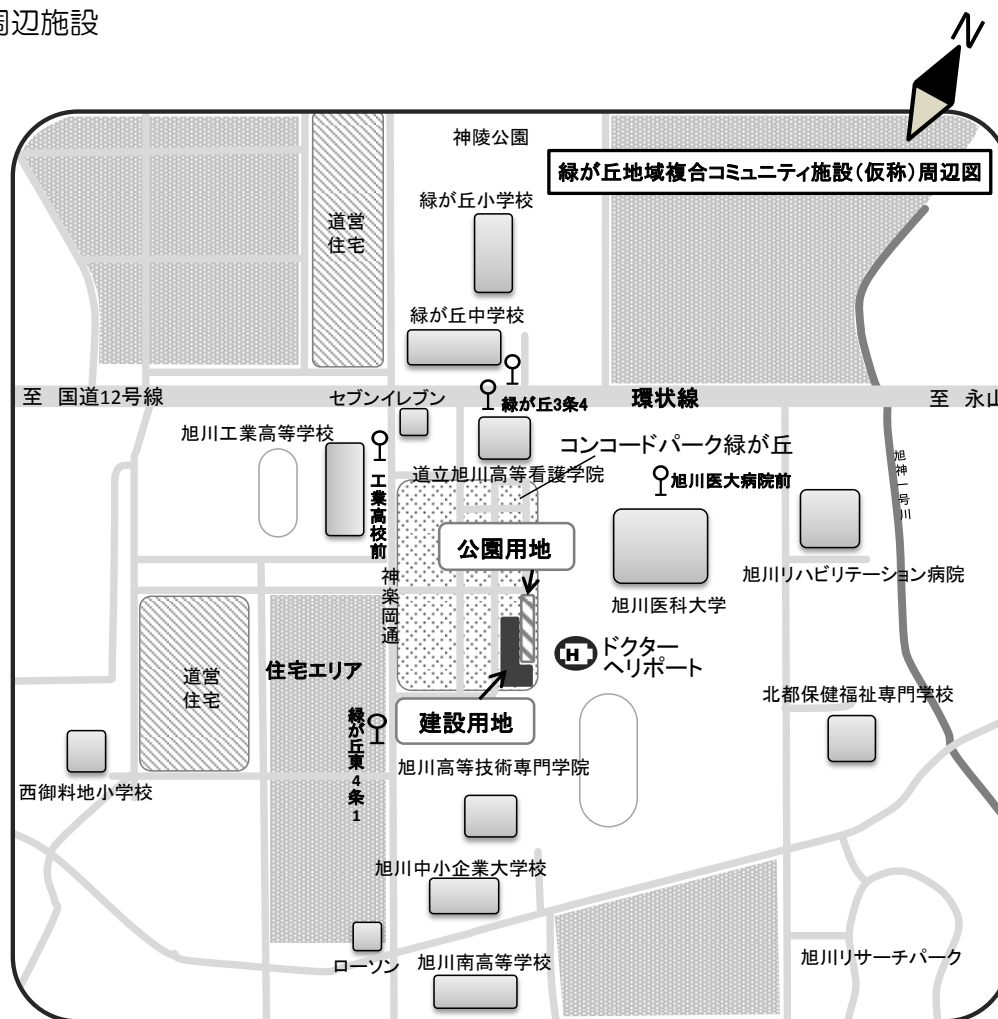 周辺施設
N
緑が丘地域複合コミュニティ施設(仮称)周辺図
神陵公園
緑が丘小学校
道営
住宅
緑が丘中学校
至 国道12号線
セブンイレブン
緑が丘3条4
環状線
至 永山
旭川工業高等学校
工業高校前
道立旭川高等看護学院
コンコードパーク緑が丘
旭川医大病院前
旭神一号川
公園用地
神楽岡通
旭川医科大学
旭川リハビリテーション病院
住宅エリア
道営
住宅
H
ドクター
ヘリポート
建設用地
緑が丘東4条1
北都保健福祉専門学校
西御料地小学校
旭川高等技術専門学院
旭川中小企業大学校
ローソン
旭川南高等学校
旭川リサーチパーク